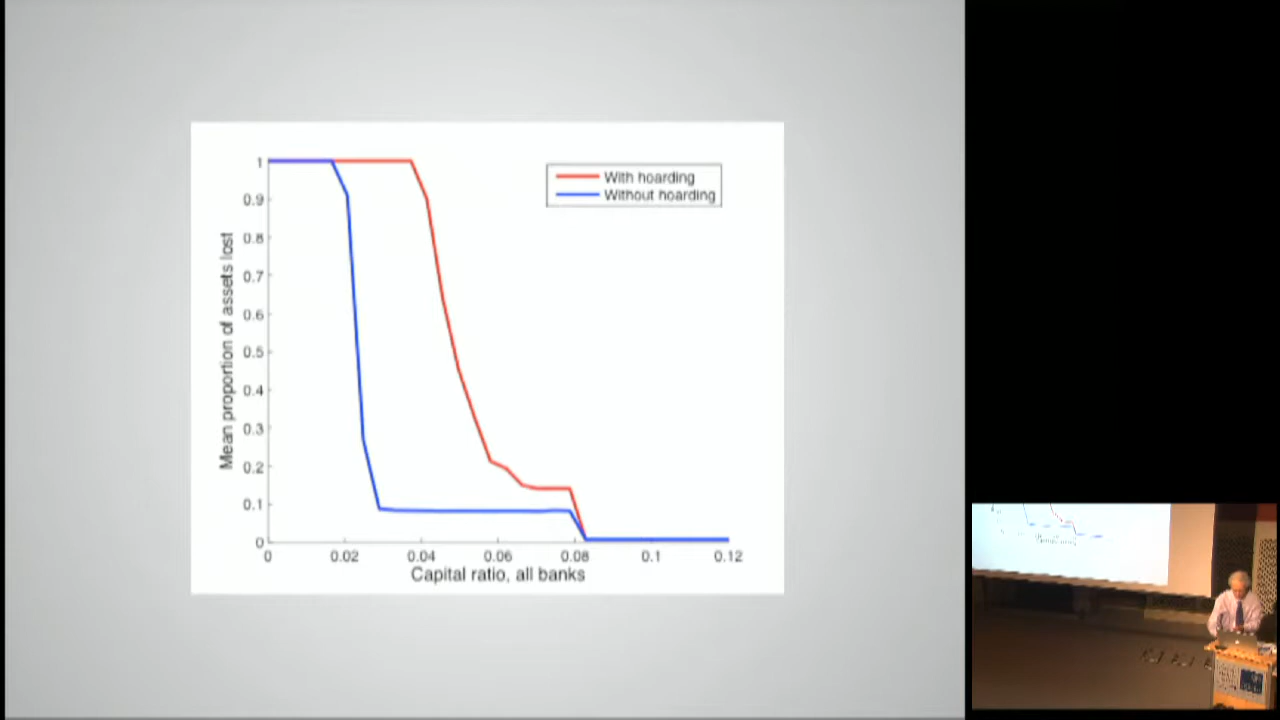 With hoarding
Without hoarding
Mean proportion of assets lost
1
0.9
0.8
0.7
0.6
0.5
0.4
0.3
0.2
0.1
0
0 0.02 0.04 0.06 0.08 0.1 0.12
Capital ratio, all banks